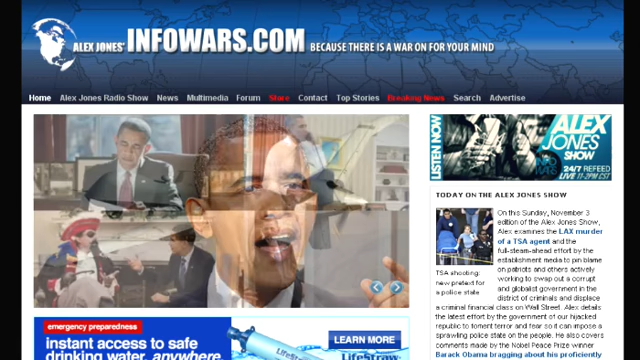 ALEX JONES' INFOWARS.COM BECAUSE THERE IS A WAR ON FOR YOUR MIND
Home Alex Jones Radio Show News Multimedia Forum Store Contact Top Stories Breaking News Search Advertise
LISTEN NOW
ALEX
JONES
SHOW
24/7 REFEED
LIVE 11-2PM CST
TODAY ON THE ALEX JONES SHOW
On this Sunday, November 3
edition of the Alex Jones Show,
Alex examines the LAX murder
of a TSA agent and the
full-steam-ahead effort by the
establishment media to pin blame
on patriots and others actively
working to swap out a corrupt
and globalist government in the
district of criminals and displace
a criminal financial class on Wall Street. Alex details
the latest effort by the government of our hijacked
republic to foment terror and fear so it can impose a
sprawling police state on the people. He also covers
comments made by the Nobel Peace Prize winner
Barack Obama bragging about his proficiently
TSA shooting:
new pretext for
a police state
emergency preparedness
instant access to safe
drinking water, anywhere
LifeStraw
LEARN MORE
LifeStraw